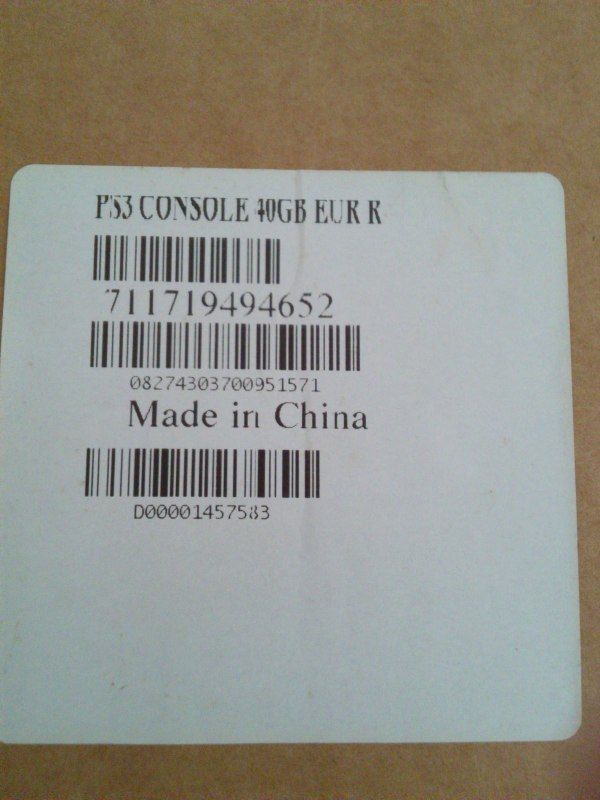 PS3 CONSOLE 40GB EUR R
711719494652
08274303700951571
Made in China
D00001457583